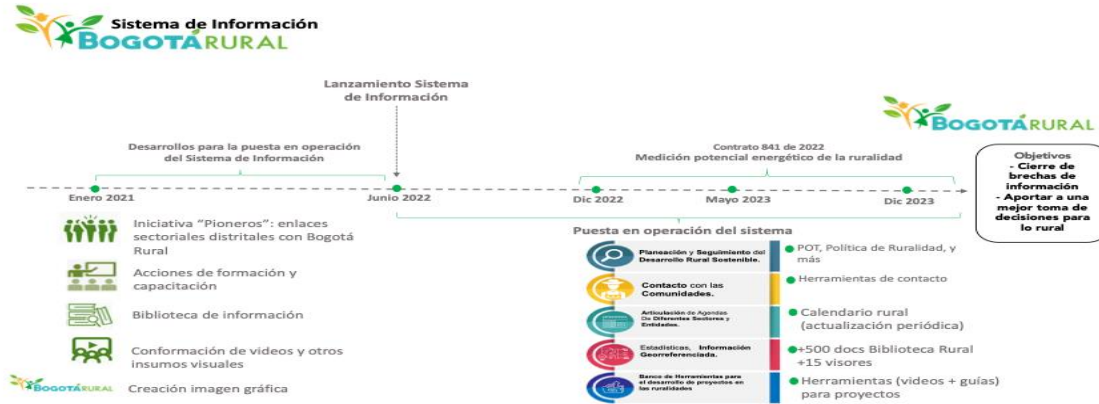 Sistema de Información
BOGOTÁRURAL
Lanzamiento Sistema
de Información
BOGOTÁRURAL
Desarrollos para la puesta en operación
del Sistema de Información
Contrato 841 de 2022
Medición potencial energético de la ruralidad
Objetivos
- Cierre de
brechas de
información
- Aportar a una
mejor toma de
decisiones para
lo rural
Enero 2021
Junio 2022
Dic 2022
Mayo 2023
Dic 2023
Iniciativa “Pioneros”: enlaces
sectoriales distritales con Bogotá
Rural
Acciones de formación y
capacitación
Biblioteca de información
Conformación de videos y otros
insumos visuales
BOGOTÁRURAL
Creación imagen gráfica
Puesta en operación del sistema
Planeación y Seguimiento del
Desarrollo Rural Sostenible.
POT, Política de Ruralidad, y
más
Contacto con las
Comunidades.
Herramientas de contacto
Articulación de Agendas
De Diferentes Sectores y
Entidades.
Calendario rural
(actualización periódica)
Estadísticas, Información
Georreferenciada.
+500 docs Biblioteca Rural
+15 visores
Banco de Herramientas para
el desarrollo de proyectos en
las ruralidades
Herramientas (videos + guías)
para proyectos